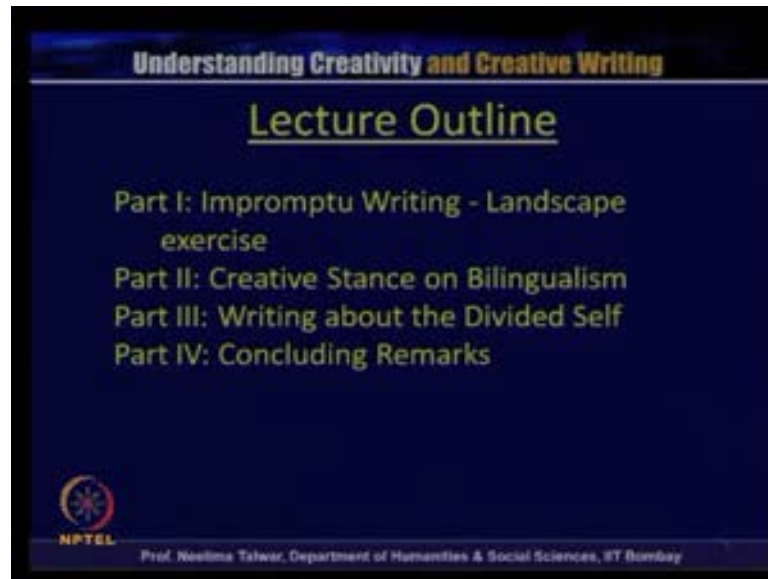 Understanding Creativity and Creative Writing
Lecture Outline
Part I: Impromptu Writing - Landscape
exercise
Part II: Creative Stance on Bilingualism
Part III: Writing about the Divided Self
Part IV: Concluding Remarks
NPTEL
Prof. Neelima Talwar, Department of Humanities & Social Sciences, IIT Bombay